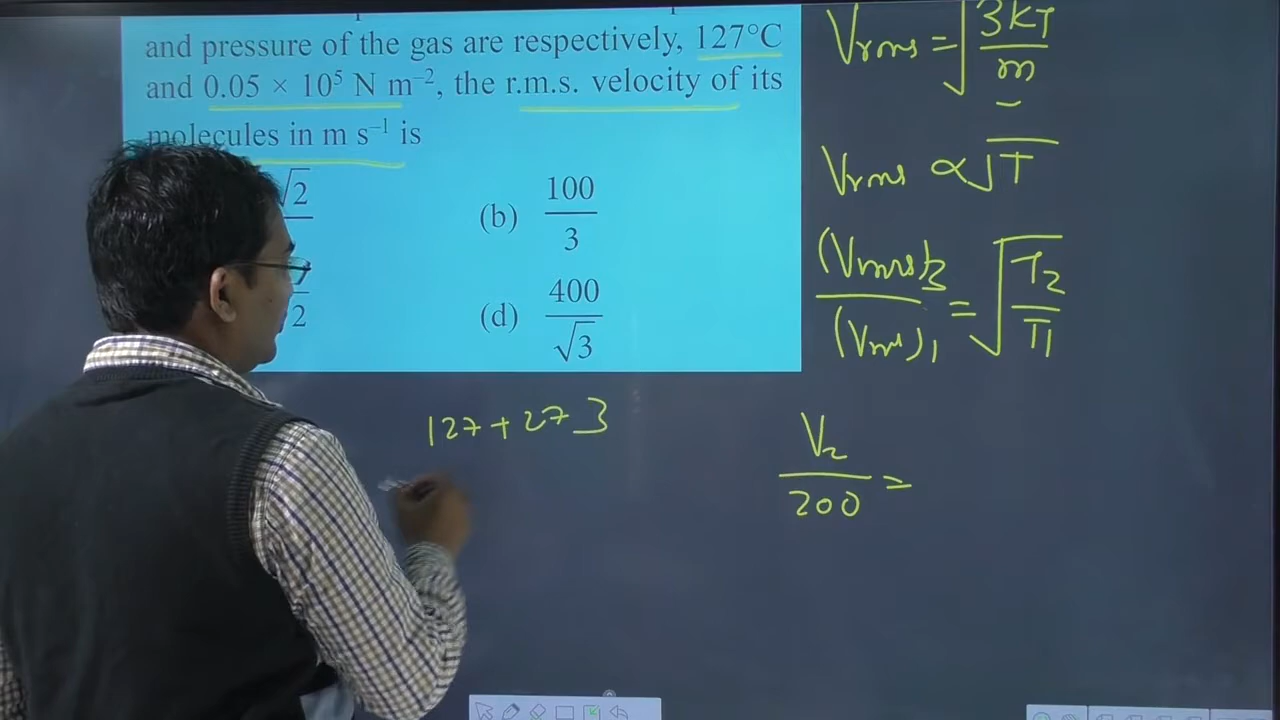 and pressure of the gas are respectively, 127°C
and 0.05 × 10⁵ N m⁻², the r.m.s. velocity of its
molecules in m s⁻¹ is
√2
(b) 100/3
2
(d) 400/√3
127+273
Vrms = √(3kT/m)
Vrms ∝ √T
(Vrms)2/(Vrms)1 = √(T2/T1)
V2/200 =